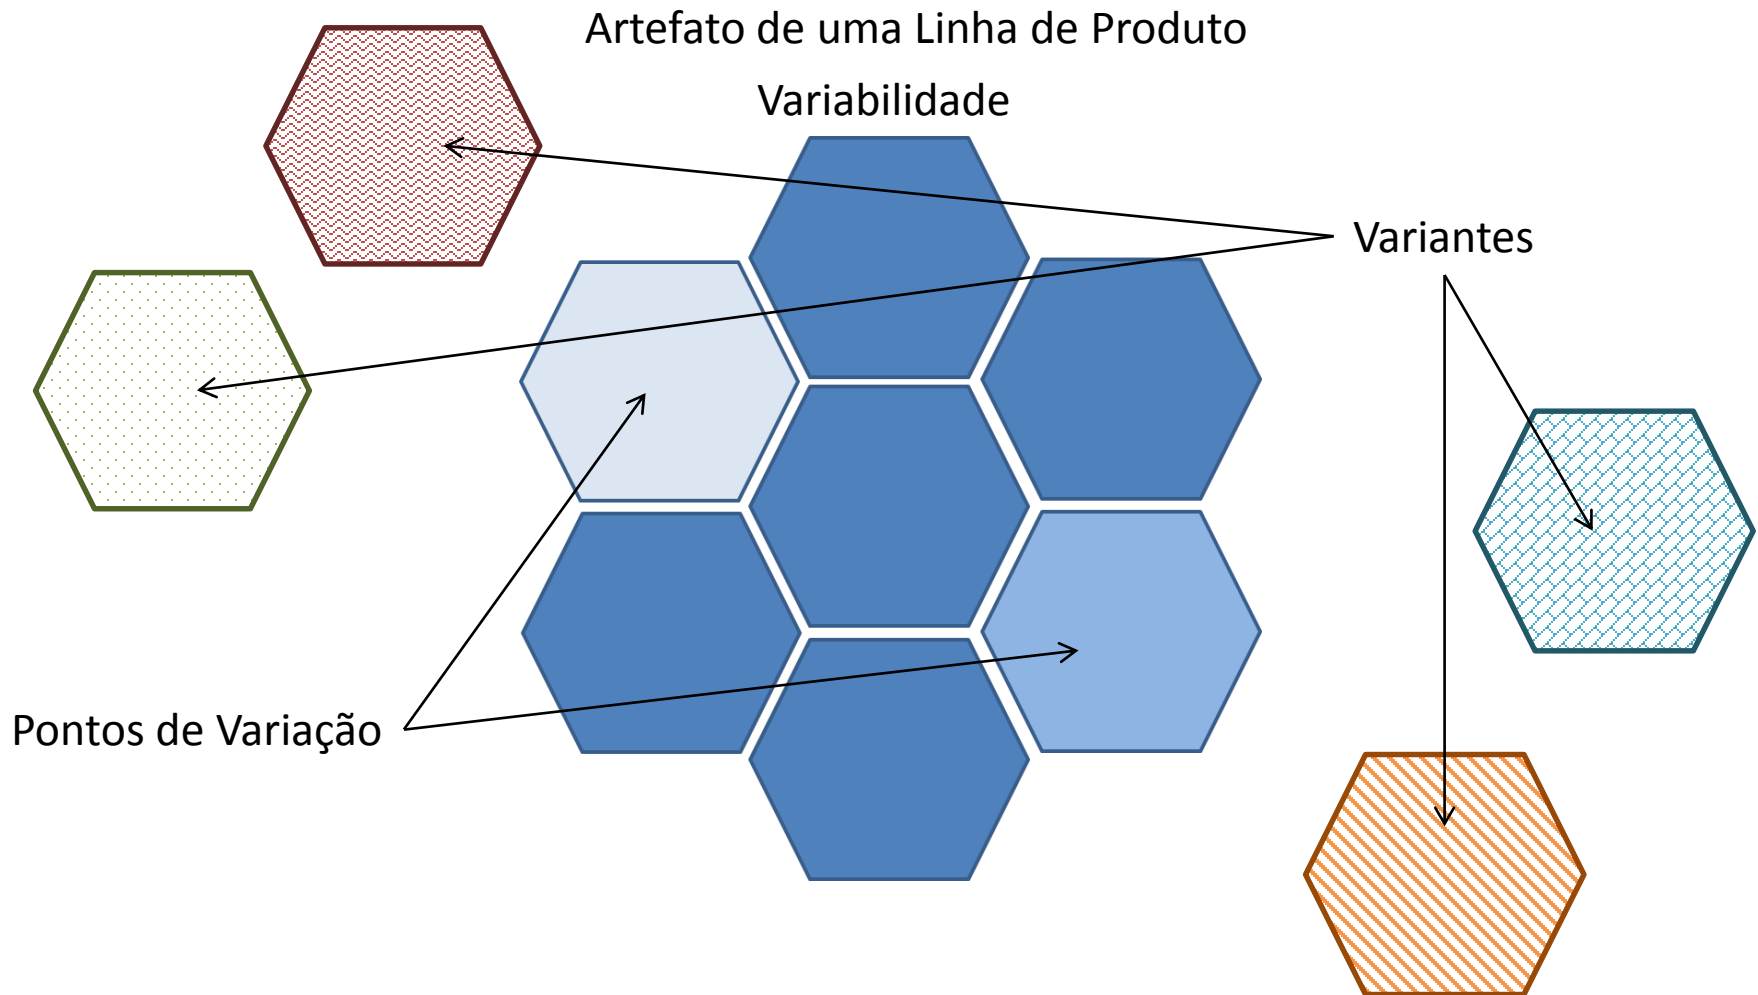 Artefato de uma Linha de Produto
Variabilidade
Variantes
Pontos de Variação